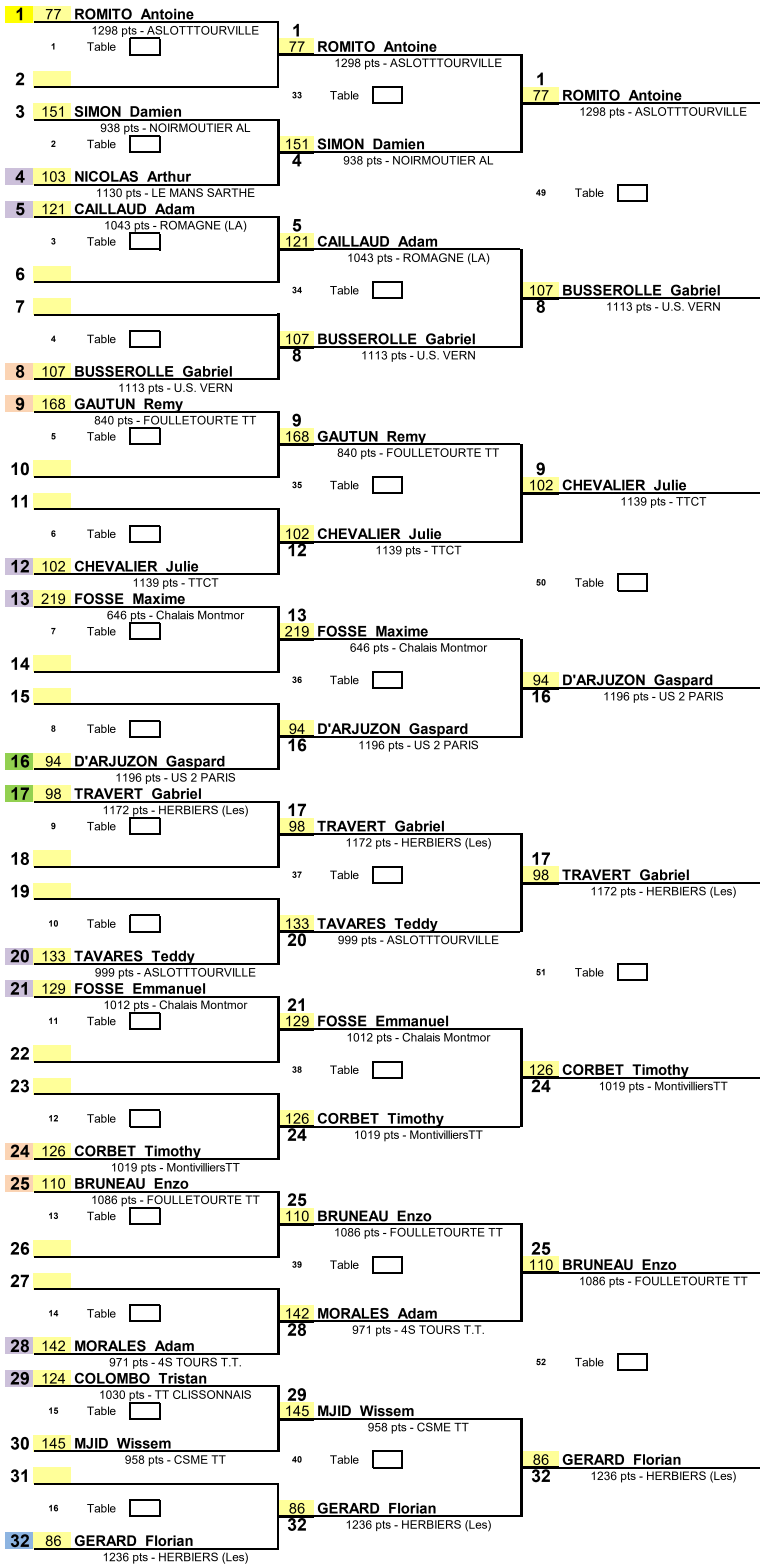 1 77 ROMITO Antoine
1298 pts - ASLOTTTOURVILLE
1 Table
2
3 151 SIMON Damien
938 pts - NOIRMOUTIER AL
2 Table
4 103 NICOLAS Arthur
1130 pts - LE MANS SARTHE
5 121 CAILLAUD Adam
1043 pts - ROMAGNE (LA)
3 Table
6
7
4 Table
8 107 BUSSEROLLE Gabriel
1113 pts - U.S. VERN
9 168 GAUTUN Remy
840 pts - FOULLETOURTE TT
5 Table
10
11
6 Table
12 102 CHEVALIER Julie
1139 pts - TTCT
13 219 FOSSE Maxime
646 pts - Chalais Montmor
7 Table
14
15
8 Table
16 94 D'ARJUZON Gaspard
1196 pts - US 2 PARIS
17 98 TRAVERT Gabriel
1172 pts - HERBIERS (Les)
9 Table
18
19
10 Table
20 133 TAVARES Teddy
999 pts - ASLOTTTOURVILLE
21 129 FOSSE Emmanuel
1012 pts - Chalais Montmor
11 Table
22
23
12 Table
24 126 CORBET Timothy
1019 pts - MontivilliersTT
25 110 BRUNEAU Enzo
1086 pts - FOULLETOURTE TT
13 Table
26
27
14 Table
28 142 MORALES Adam
971 pts - 4S TOURS T.T.
29 124 COLOMBO Tristan
1030 pts - TT CLISSONNAIS
15 Table
30 145 MJID Wissem
958 pts - CSME TT
31
16 Table
32 86 GERARD Florian
1236 pts - HERBIERS (Les)
1
77 ROMITO Antoine
1298 pts - ASLOTTTOURVILLE
33 Table
151 SIMON Damien
4 938 pts - NOIRMOUTIER AL
5
121 CAILLAUD Adam
1043 pts - ROMAGNE (LA)
34 Table
107 BUSSEROLLE Gabriel
8 1113 pts - U.S. VERN
9
168 GAUTUN Remy
840 pts - FOULLETOURTE TT
35 Table
102 CHEVALIER Julie
12 1139 pts - TTCT
13
219 FOSSE Maxime
646 pts - Chalais Montmor
36 Table
94 D'ARJUZON Gaspard
16 1196 pts - US 2 PARIS
17
98 TRAVERT Gabriel
1172 pts - HERBIERS (Les)
37 Table
133 TAVARES Teddy
20 999 pts - ASLOTTTOURVILLE
21
129 FOSSE Emmanuel
1012 pts - Chalais Montmor
38 Table
126 CORBET Timothy
24 1019 pts - MontivilliersTT
25
110 BRUNEAU Enzo
1086 pts - FOULLETOURTE TT
39 Table
142 MORALES Adam
28 971 pts - 4S TOURS T.T.
29
145 MJID Wissem
958 pts - CSME TT
40 Table
86 GERARD Florian
32 1236 pts - HERBIERS (Les)
1
77 ROMITO Antoine
1298 pts - ASLOTTTOURVILLE
49 Table
107 BUSSEROLLE Gabriel
8 1113 pts - U.S. VERN
9
102 CHEVALIER Julie
1139 pts - TTCT
50 Table
94 D'ARJUZON Gaspard
16 1196 pts - US 2 PARIS
17
98 TRAVERT Gabriel
1172 pts - HERBIERS (Les)
51 Table
126 CORBET Timothy
24 1019 pts - MontivilliersTT
25
110 BRUNEAU Enzo
1086 pts - FOULLETOURTE TT
52 Table
86 GERARD Florian
32 1236 pts - HERBIERS (Les)